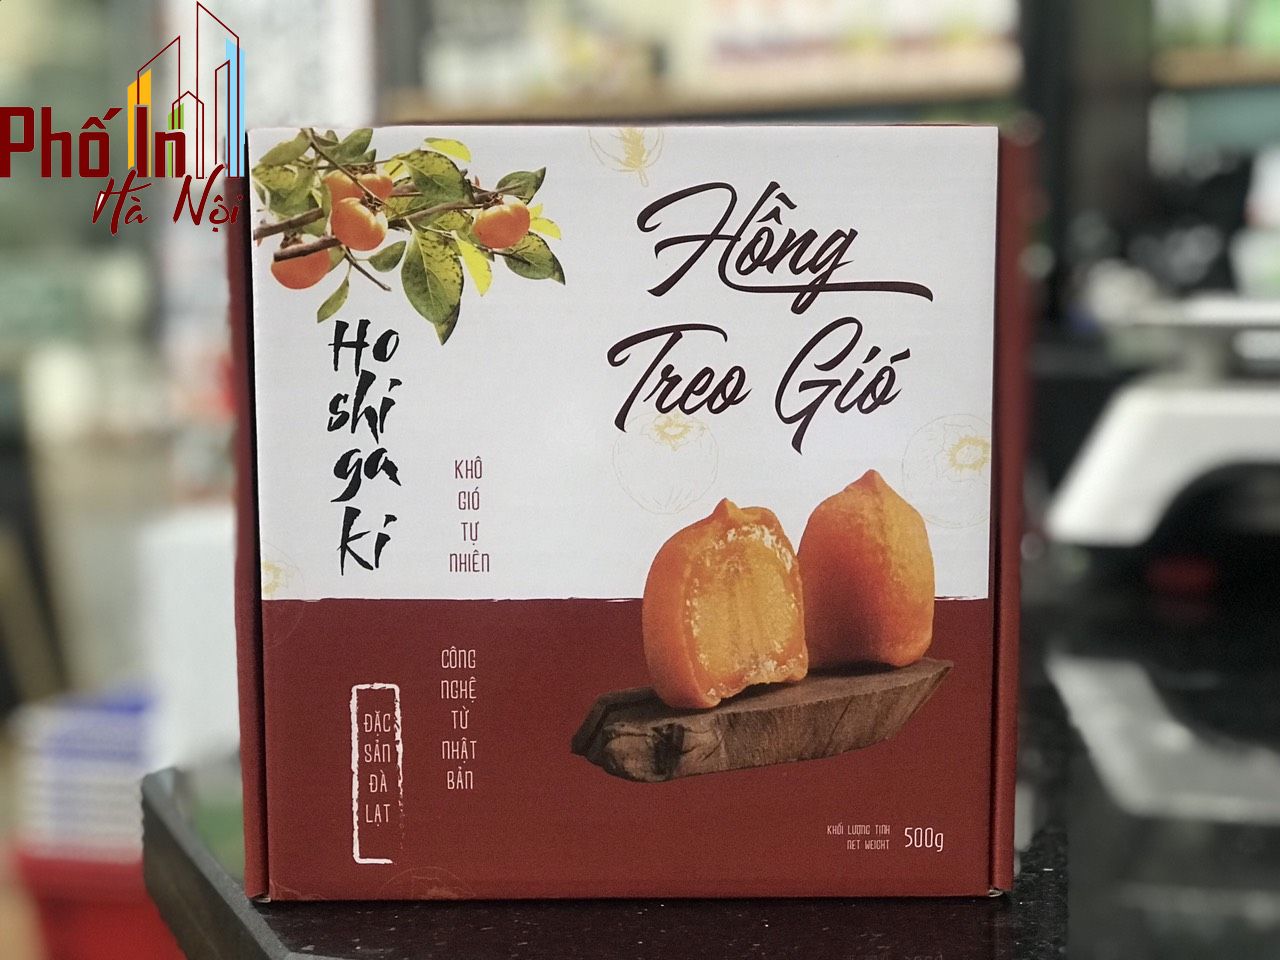 Phố In
Hà Nội
Hồng
Treo Gió
Ho
shi
ga
ki
KHÔ
GIÓ
TỰ
NHIÊN
CÔNG
NGHỆ
TỪ
NHẬT
BẢN
ĐẶC
SẢN
ĐÀ
LẠT
KHỐI LƯỢNG TỊNH
NET WEIGHT
500g